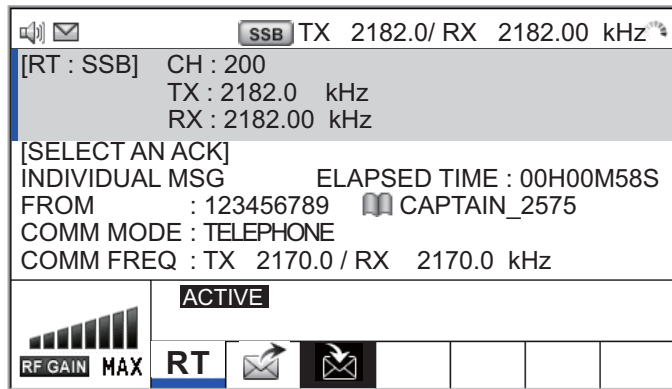 SSB TX 2182.0/ RX 2182.00 kHz
[RT : SSB] CH : 200
TX : 2182.0 kHz
RX : 2182.00 kHz
[SELECT AN ACK]
INDIVIDUAL MSG ELAPSED TIME : 00H00M58S
FROM : 123456789 CAPTAIN_2575
COMM MODE : TELEPHONE
COMM FREQ : TX 2170.0 / RX 2170.0 kHz
ACTIVE
RF GAIN MAX RT